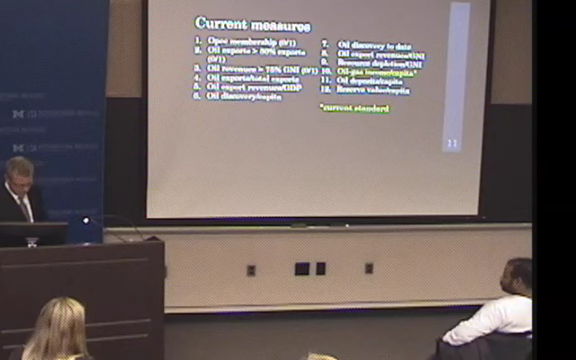 Current measures
1. Opec membership (0/1)
2. Oil exports > 50% exports
(0/1)
3. Oil revenues > 75% GNI (0/1)
4. Oil exports/total exports
5. Oil export revenues/GDP
6. Oil discovery/capita
7. Oil discovery to date
8. Oil export revenues/GNI
9. Resource depletion/GNI
10. Oil-gas income/capita*
11. Oil deposits/capita
12. Reserve value/capita
*current standard
11